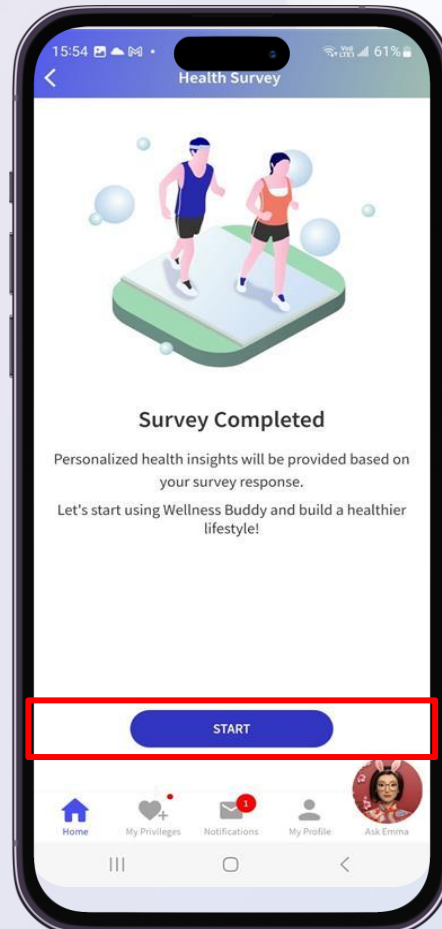 15:54
61%
Health Survey
Survey Completed
Personalized health insights will be provided based on
your survey response.
Let's start using Wellness Buddy and build a healthier
lifestyle!
START
1
Home My Privileges Notifications My Profile Ask Emma